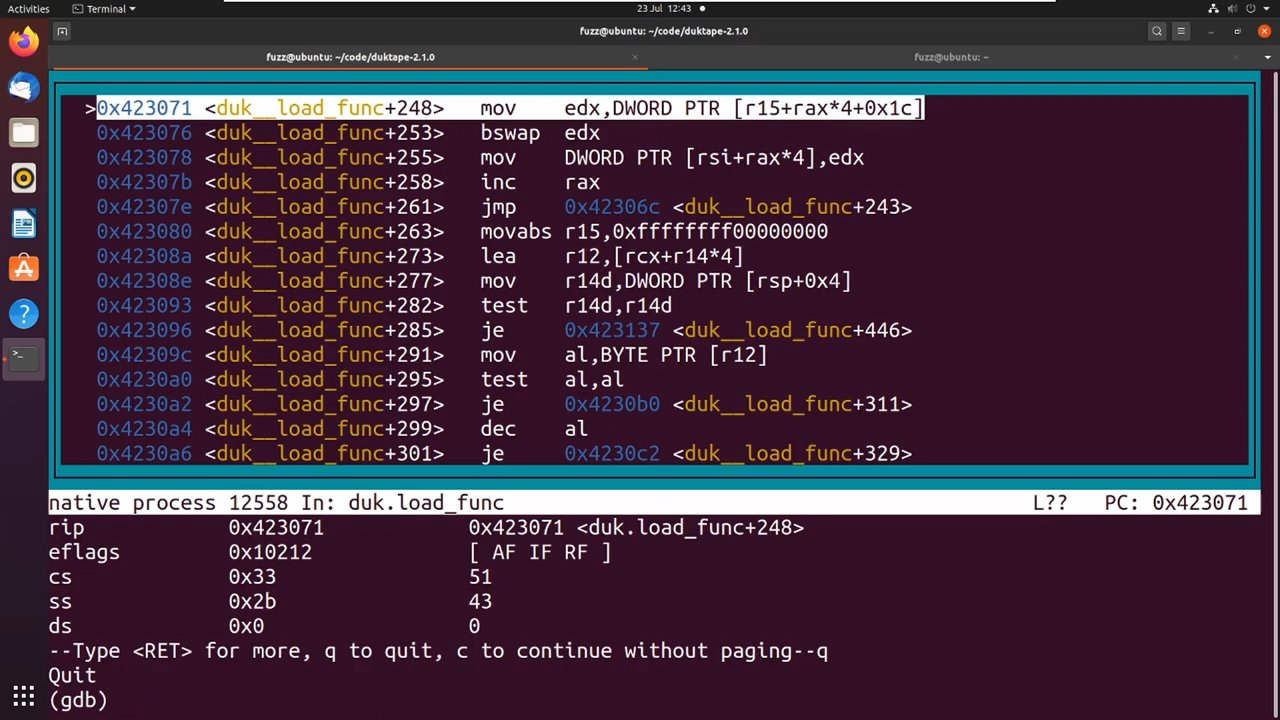 Activities Terminal 23 Jul 12:43
fuzz@ubuntu: ~/code/duktape-2.1.0
fuzz@ubuntu: ~/code/duktape-2.1.0 × fuzz@ubuntu: ~ ×
>0x423071 <duk__load_func+248> mov edx,DWORD PTR [r15+rax*4+0x1c]
0x423076 <duk__load_func+253> bswap edx
0x423078 <duk__load_func+255> mov DWORD PTR [rsi+rax*4],edx
0x42307b <duk__load_func+258> inc rax
0x42307e <duk__load_func+261> jmp 0x42306c <duk__load_func+243>
0x423080 <duk__load_func+263> movabs r15,0xffffffff00000000
0x42308a <duk__load_func+273> lea r12,[rcx+r14*4]
0x42308e <duk__load_func+277> mov r14d,DWORD PTR [rsp+0x4]
0x423093 <duk__load_func+282> test r14d,r14d
0x423096 <duk__load_func+285> je 0x423137 <duk__load_func+446>
0x42309c <duk__load_func+291> mov al,BYTE PTR [r12]
0x4230a0 <duk__load_func+295> test al,al
0x4230a2 <duk__load_func+297> je 0x4230b0 <duk__load_func+311>
0x4230a4 <duk__load_func+299> dec al
0x4230a6 <duk__load_func+301> je 0x4230c2 <duk__load_func+329>
native process 12558 In: duk.load_func L?? PC: 0x423071
rip 0x423071 0x423071 <duk.load_func+248>
eflags 0x10212 [ AF IF RF ]
cs 0x33 51
ss 0x2b 43
ds 0x0 0
--Type <RET> for more, q to quit, c to continue without paging--q
Quit
(gdb)